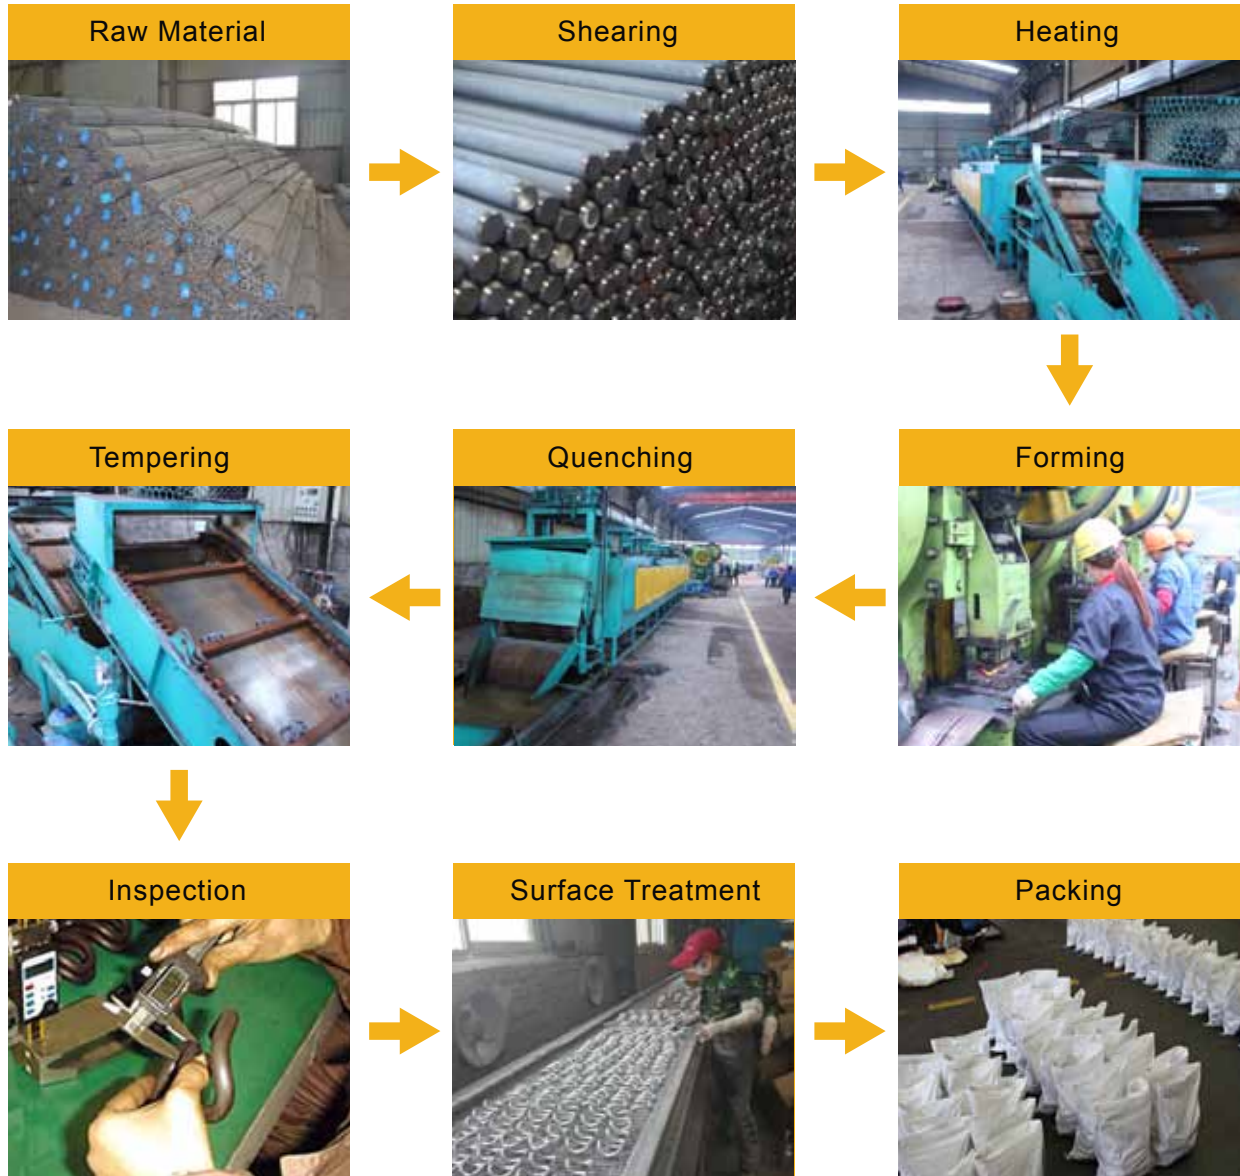 Raw Material
Shearing
Heating
Tempering
Quenching
Forming
Inspection
Surface Treatment
Packing